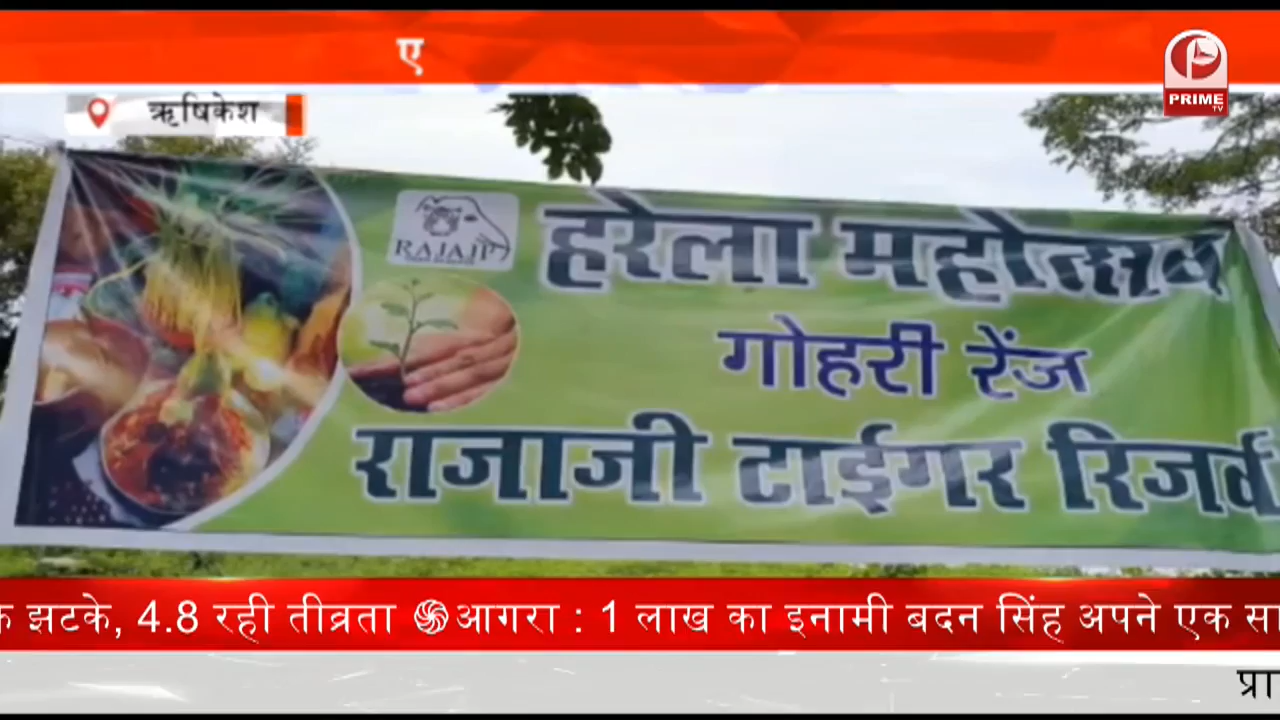 ए
PRIME
TV
ऋषिकेश
RAJAJI
हरेला महोत्सव
गोहरी रेंज
राजाजी टाईगर रिजर्व
झटके, 4.8 रही तीव्रता आगरा : 1 लाख का इनामी बदन सिंह अपने एक सा
प्रा